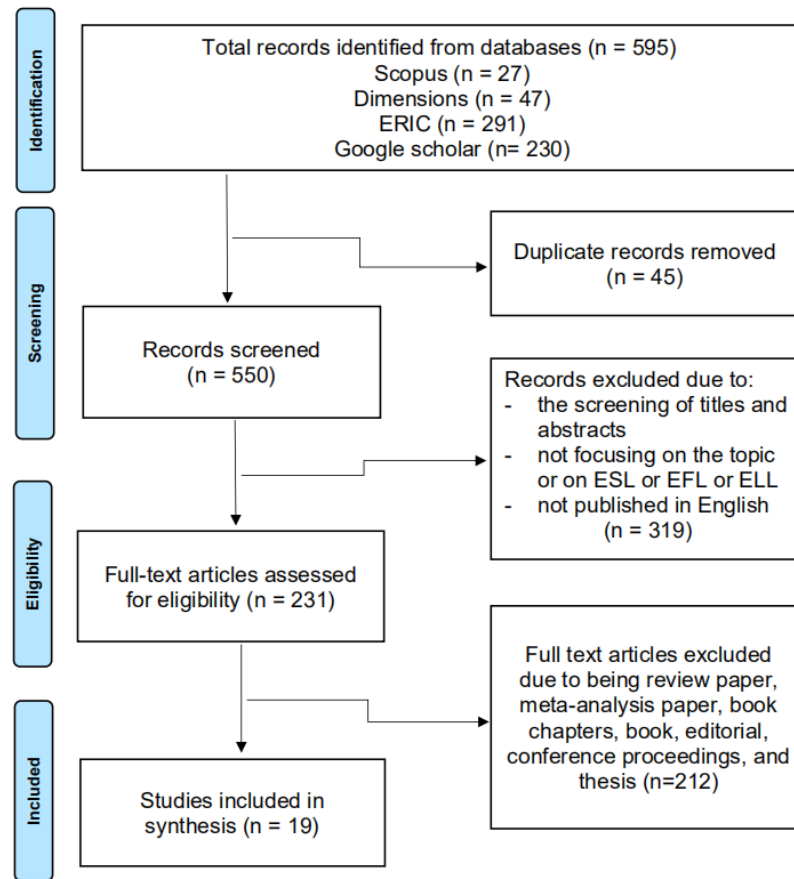 Identification
Total records identified from databases (n = 595)
Scopus (n = 27)
Dimensions (n = 47)
ERIC (n = 291)
Google scholar (n= 230)
Screening
Duplicate records removed
(n = 45)
Records screened
(n = 550)
Records excluded due to:
- the screening of titles and
abstracts
- not focusing on the topic
or on ESL or EFL or ELL
- not published in English
(n = 319)
Eligibility
Full-text articles assessed
for eligibility (n = 231)
Full text articles excluded
due to being review paper,
meta-analysis paper, book
chapters, book, editorial,
conference proceedings, and
thesis (n=212)
Included
Studies included in
synthesis (n = 19)